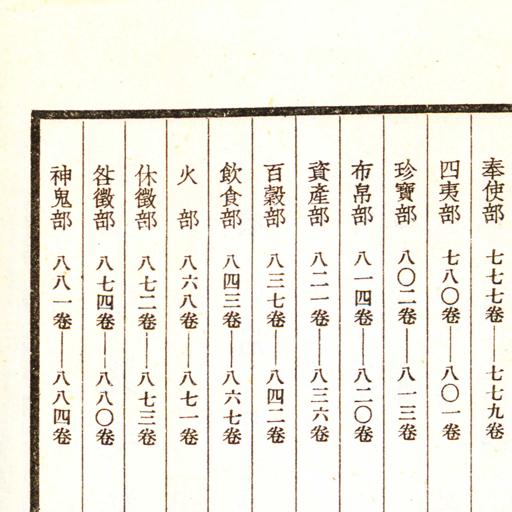 奉使部 七七七卷——七七九卷
四夷部 七八〇卷——八〇一卷
珍寶部 八〇二卷——八一三卷
布帛部 八一四卷——八二〇卷
資產部 八二一卷——八三六卷
百穀部 八三七卷——八四二卷
飲食部 八四三卷——八六七卷
火部 八六八卷——八七一卷
休徵部 八七二卷——八七三卷
咎徵部 八七四卷——八八〇卷
神鬼部 八八一卷——八八四卷